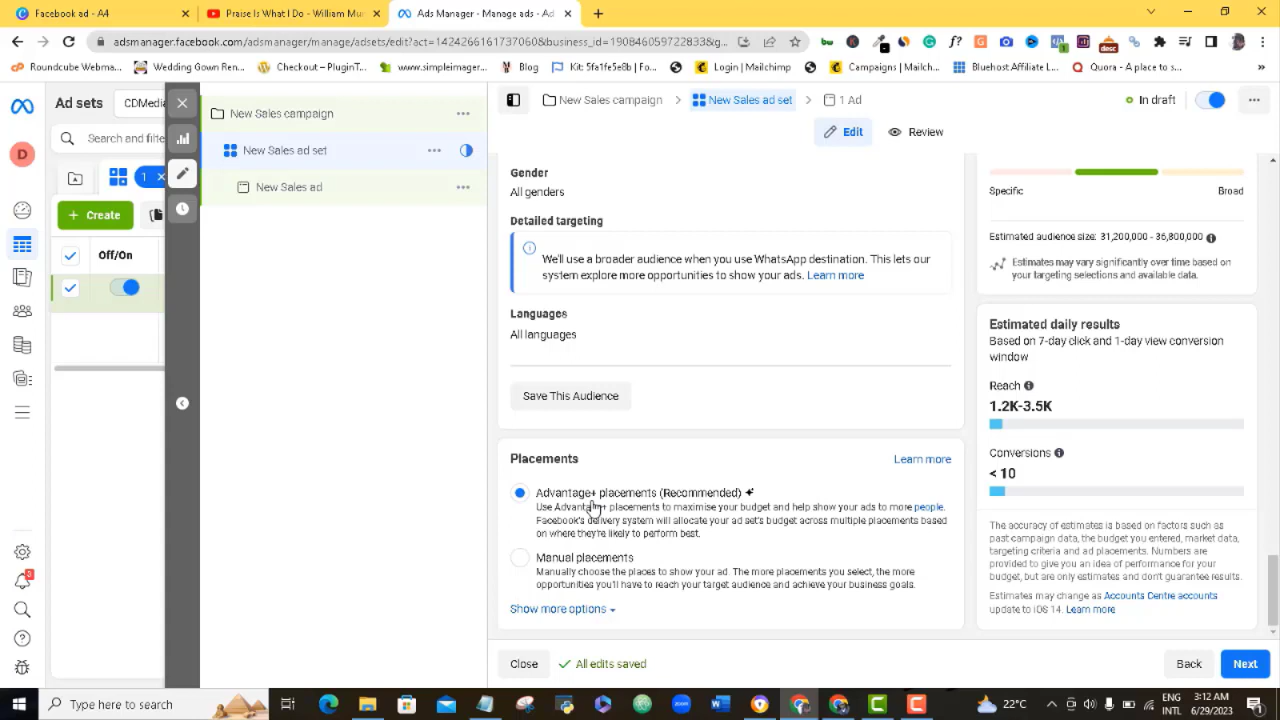 Facebook ad - A4
Praise Is What I Do - William Mu
Ads Manager - Manage ads - Ad
adsmanager.facebook.com/adsmanager/manage/adsets/edit?act=1424266161737060&business_id=190846059722833&g...
Roundcube Webma...
Wedding Gown Ren...
Checkout – PluginT...
www.simpleimager...
Blog
Kit: 5fa1fe5e0b | Fo...
Login | Mailchimp
Campaigns | Mailch...
Bluehost Affiliate L...
Quora - A place to s...
»
Ad sets
CDMedia
Search and filte
1
Create
Off/On
D
New Sales campaign
New Sales ad set
New Sales ad
New Sales campaign
New Sales ad set
1 Ad
In draft
Edit
Review
Gender
All genders
Detailed targeting
We'll use a broader audience when you use WhatsApp destination. This lets our
system explore more opportunities to show your ads. Learn more
Languages
All languages
Save This Audience
Placements
Learn more
Advantage+ placements (Recommended)
Use Advantage+ placements to maximise your budget and help show your ads to more people.
Facebook's delivery system will allocate your ad set's budget across multiple placements based
on where they're likely to perform best.
Manual placements
Manually choose the places to show your ad. The more placements you select, the more
opportunities you'll have to reach your target audience and achieve your business goals.
Show more options
Specific
Broad
Estimated audience size: 31,200,000 - 36,800,000
Estimates may vary significantly over time based on
your targeting selections and available data.
Estimated daily results
Based on 7-day click and 1-day view conversion
window
Reach
1.2K-3.5K
Conversions
< 10
The accuracy of estimates is based on factors such as
past campaign data, the budget you entered, market data,
targeting criteria and ad placements. Numbers are
provided to give you an idea of performance for your
budget, but are only estimates and don't guarantee results.
Estimates may change as Accounts Centre accounts
update to iOS 14. Learn more
Close
All edits saved
Back
Next
Type here to search
22°C
ENG
INTL
3:12 AM
6/29/2023